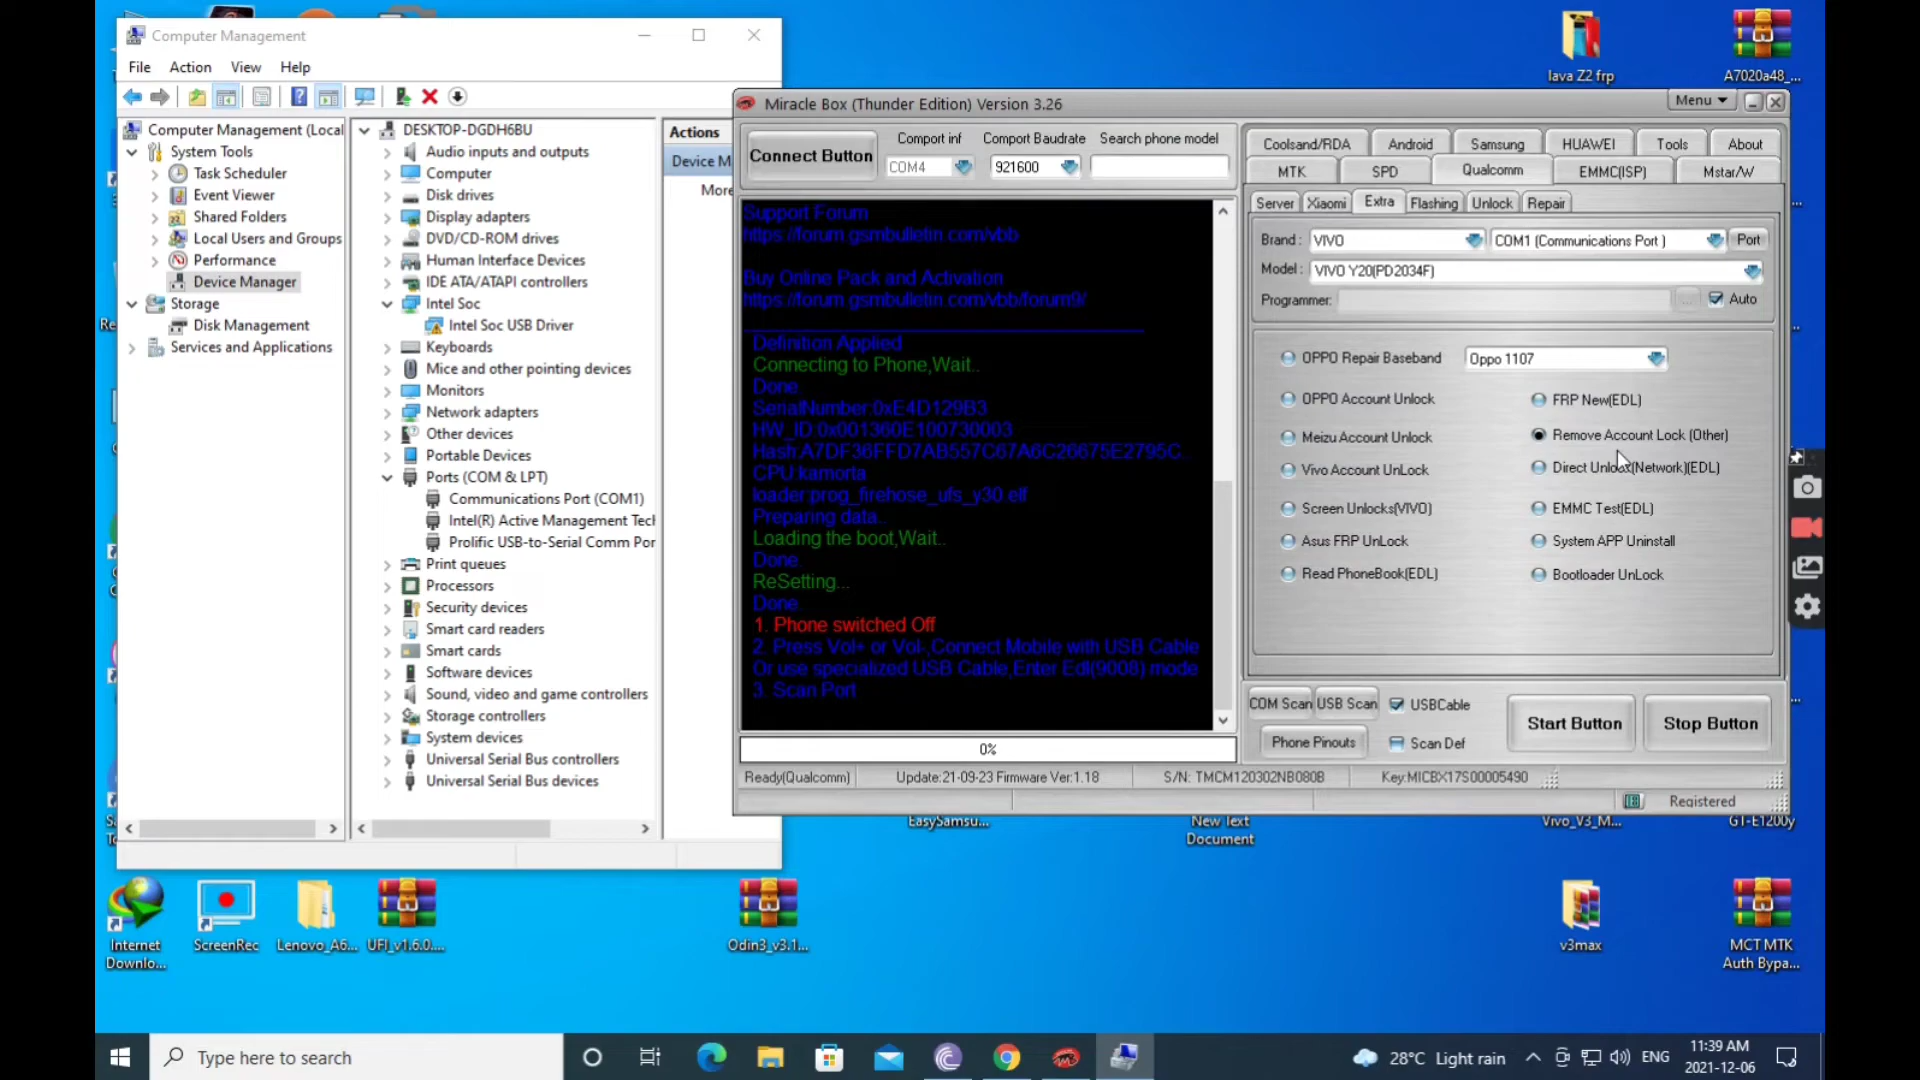 lava Z2 frp
A7020a48_...
Computer Management
File Action View Help
Computer Management (Local
System Tools
Task Scheduler
Event Viewer
Shared Folders
Local Users and Groups
Performance
Device Manager
Storage
Disk Management
Services and Applications
DESKTOP-DGDH6BU
Audio inputs and outputs
Computer
Disk drives
Display adapters
DVD/CD-ROM drives
Human Interface Devices
IDE ATA/ATAPI controllers
Intel Soc
Intel Soc USB Driver
Keyboards
Mice and other pointing devices
Monitors
Network adapters
Other devices
Portable Devices
Ports (COM & LPT)
Communications Port (COM1)
Intel(R) Active Management Tech
Prolific USB-to-Serial Comm Por
Print queues
Processors
Security devices
Smart card readers
Smart cards
Software devices
Sound, video and game controllers
Storage controllers
System devices
Universal Serial Bus controllers
Universal Serial Bus devices
Actions
Device M
More
Miracle Box (Thunder Edition) Version 3.26
Menu
Connect Button
Comport inf Comport Baudrate Search phone model
COM4 921600
Support Forum
https://forum.gsmbulletin.com/vbb
Buy Online Pack and Activation
https://forum.gsmbulletin.com/vbb/forum9/
Definition Applied
Connecting to Phone,Wait..
Done.
SerialNumber:0xE4D129B3
HW_ID:0x001360E100730003
Hash:A7DF36FFD7AB557C67A6C26675E2795C
CPU:kamorta
loader:prog_firehose_ufs_y30.elf
Preparing data..
Loading the boot,Wait..
Done.
ReSetting...
Done.
1. Phone switched Off
2. Press Vol+ or Vol-,Connect Mobile with USB Cable
Or use specialized USB Cable,Enter Edl(9008) mode
3. Scan Port
0%
Coolsand/RDA Android Samsung HUAWEI Tools About
MTK SPD Qualcomm EMMC(ISP) Mstar/W
Server Xiaomi Extra Flashing Unlock Repair
Brand : VIVO COM1 (Communications Port ) Port
Model : VIVO Y20(PD2034F)
Programmer: ... Auto
OPPO Repair Baseband Oppo 1107
OPPO Account Unlock FRP New(EDL)
Meizu Account Unlock Remove Account Lock (Other)
Vivo Account UnLock Direct Unlock(Network)(EDL)
Screen Unlocks(VIVO) EMMC Test(EDL)
Asus FRP UnLock System APP Uninstall
Read PhoneBook(EDL) Bootloader UnLock
COM Scan USB Scan USBCable
Phone Pinouts Scan Def
Start Button Stop Button
Ready(Qualcomm) Update:21-09-23 Firmware Ver:1.18 S/N: TMCM120302NB080B Key:MICBX17S00005490
Registered
EasySamsu...
New Text
Document
Vivo_V3_M...
GT-E1200y
Internet
Downlo...
ScreenRec
Lenovo_A6...
UFI_v1.6.0....
Odin3_v3.1...
v3max
MCT MTK
Auth Bypa...
Type here to search
28°C Light rain
ENG
11:39 AM
2021-12-06